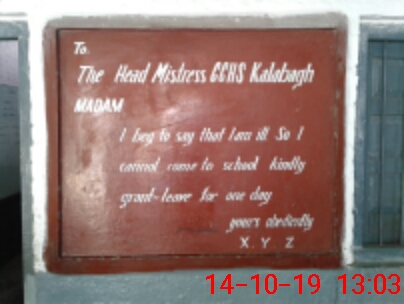 To.
The Head Mistress GGHS Kalabagh
MADAM
I beg to say that I am ill So I
cannot come to school kindly
grant-leave for one day
yours obediently
X. Y Z
14-10-19 13:03